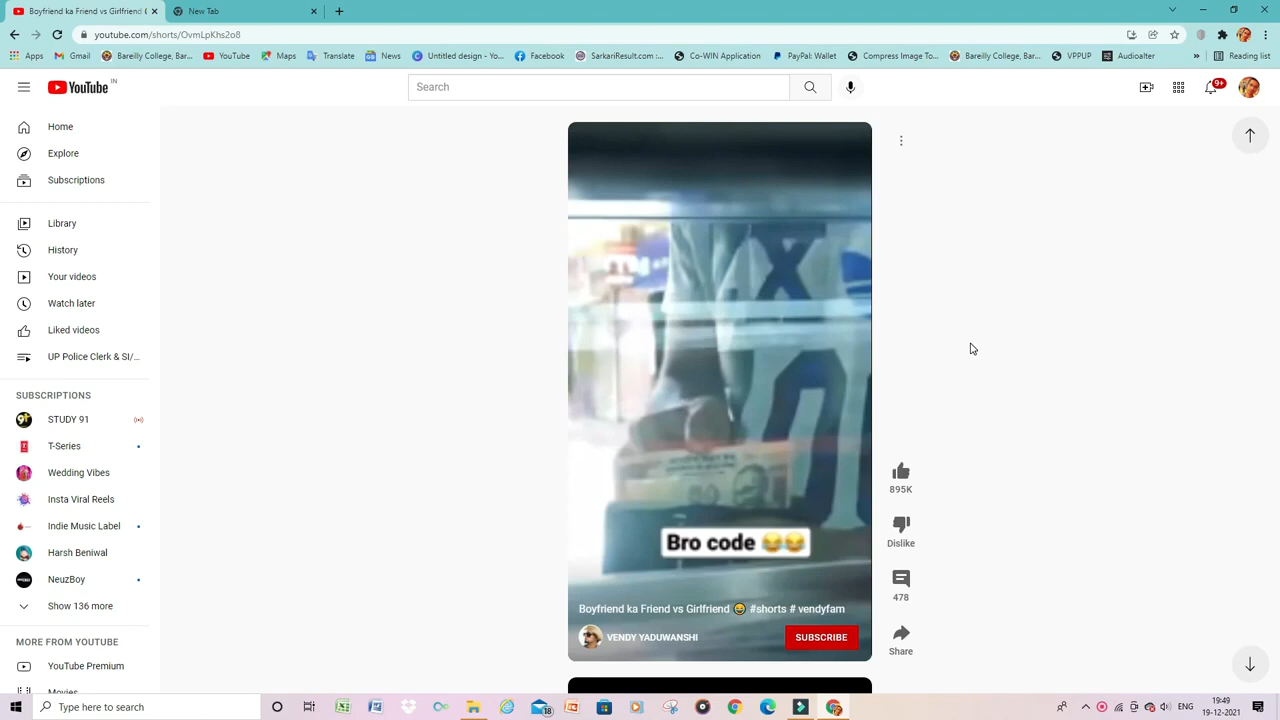 Boyfriend ka Friend vs Girlfriend
New Tab
youtube.com/shorts/OvmLpKhs2o8
Apps
Gmail
Bareilly College, Bar...
YouTube
Maps
Translate
News
Untitled design - Yo...
Facebook
SarkariResult.com :...
Co-WIN Application
PayPal Wallet
Compress Image To...
Bareilly College, Bar...
VPPUP
Audioalter
»
Reading list
YouTube IN
Search
9+
Home
Explore
Subscriptions
Library
History
Your videos
Watch later
Liked videos
UP Police Clerk & SI/...
SUBSCRIPTIONS
STUDY 91
T-Series
Wedding Vibes
Insta Viral Reels
Indie Music Label
Harsh Beniwal
NeuzBoy
Show 136 more
MORE FROM YOUTUBE
YouTube Premium
Movies
Bro code 😂😂
Boyfriend ka Friend vs Girlfriend 😂 #shorts # vendyfam
VENDY YADUWANSHI
SUBSCRIBE
895K
Dislike
478
Share
Type here to search
18
ENG
19:49
19-12-2021